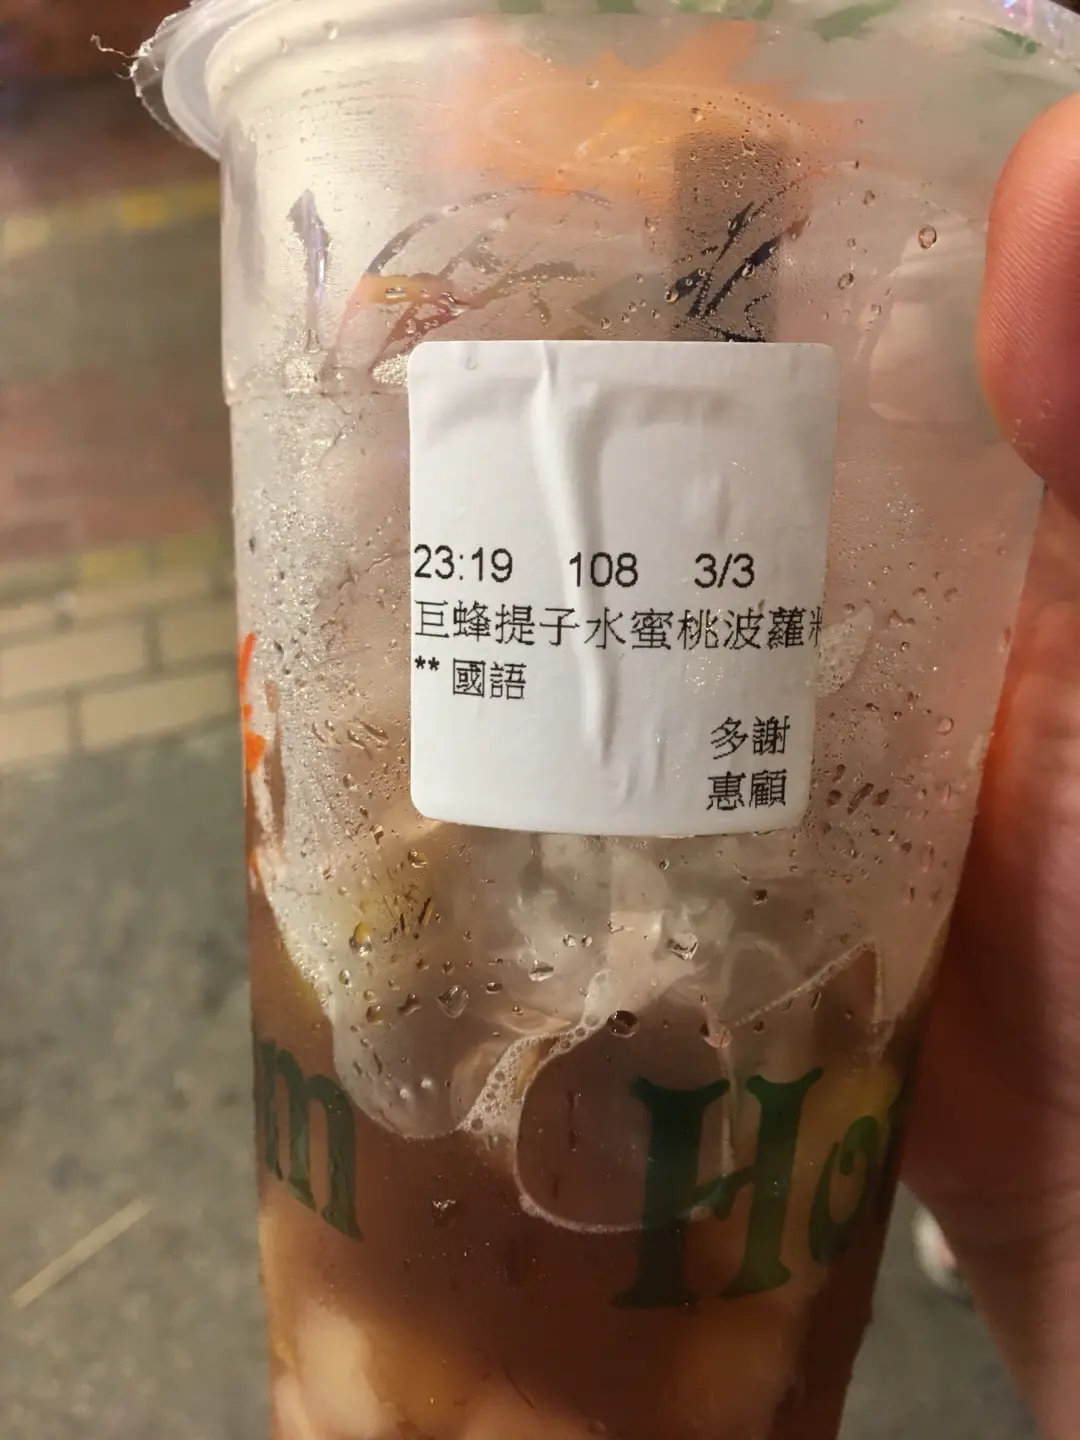 23:19 108 3/3
巨蜂提子水蜜桃波蘿
** 國語
多謝
惠顧
m Ho